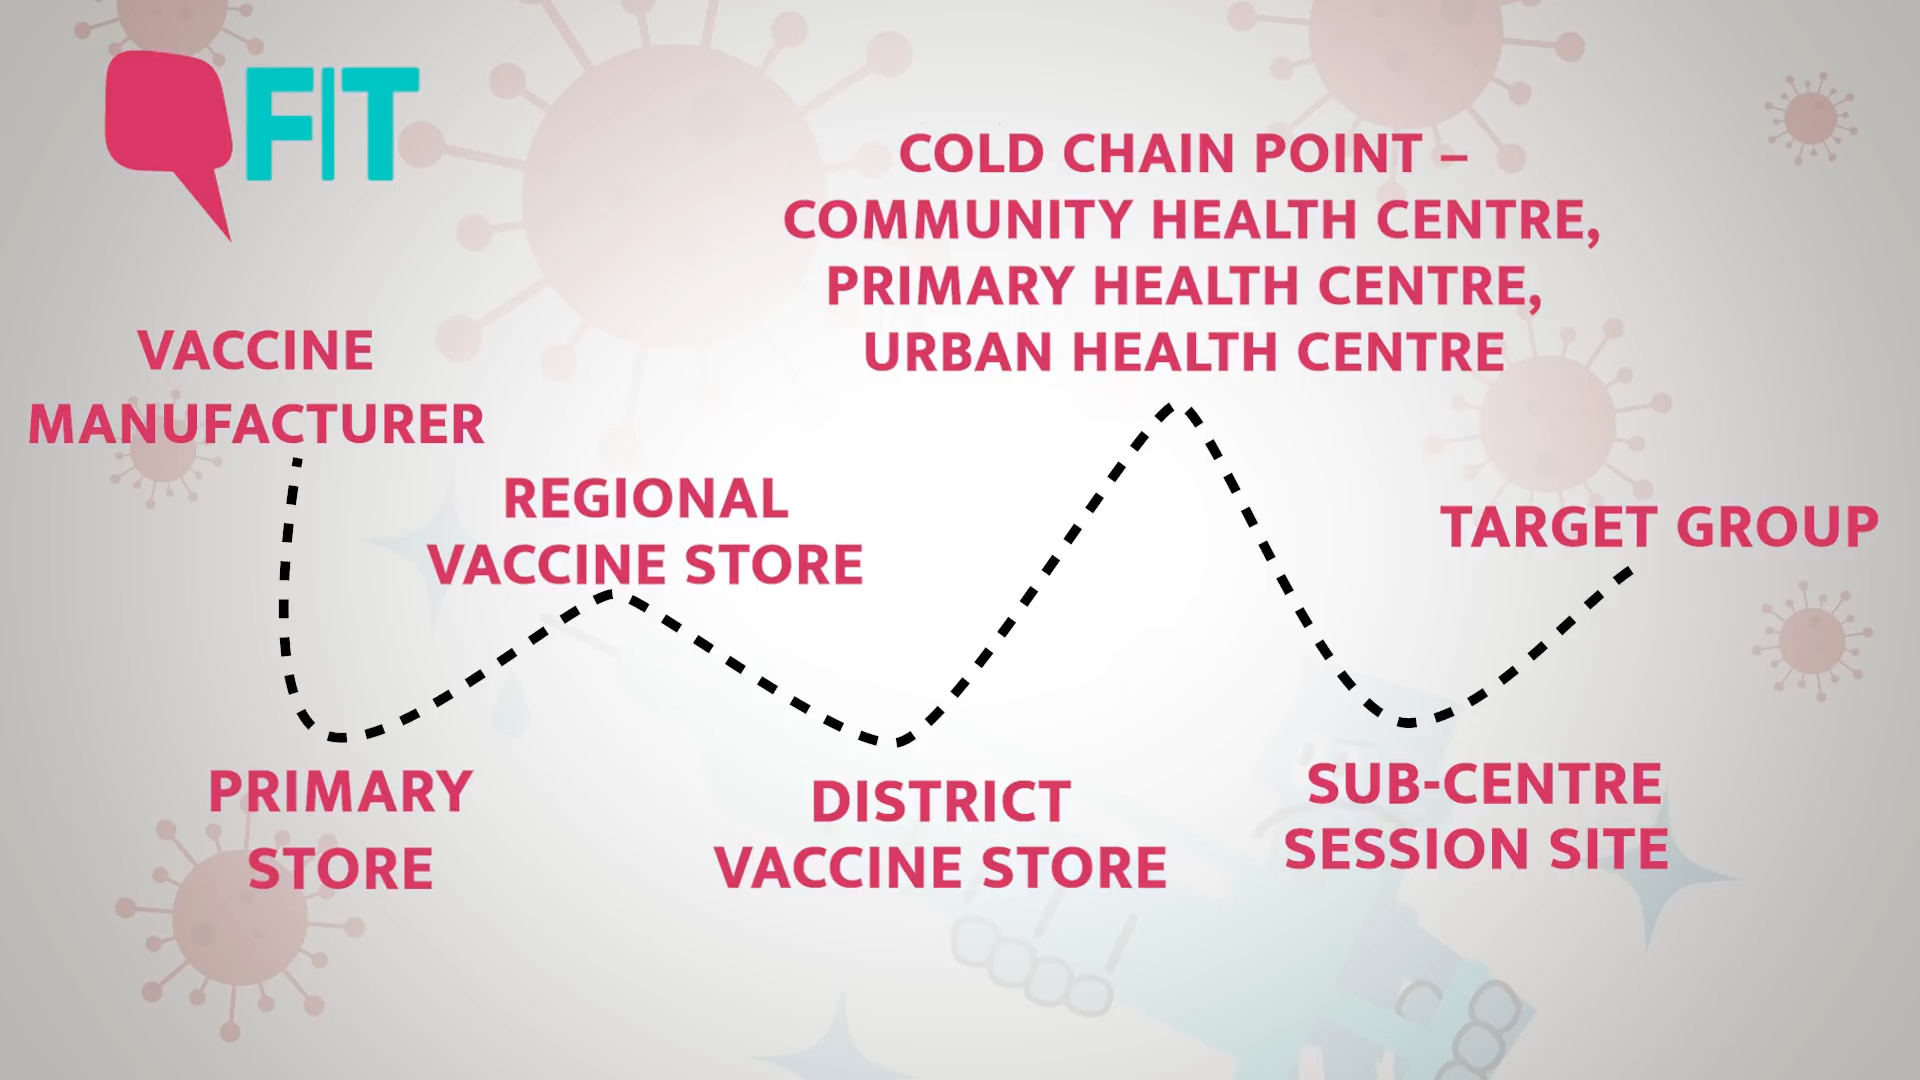 FIT
VACCINE
MANUFACTURER
PRIMARY
STORE
REGIONAL
VACCINE STORE
DISTRICT
VACCINE STORE
COLD CHAIN POINT –
COMMUNITY HEALTH CENTRE,
PRIMARY HEALTH CENTRE,
URBAN HEALTH CENTRE
SUB-CENTRE
SESSION SITE
TARGET GROUP